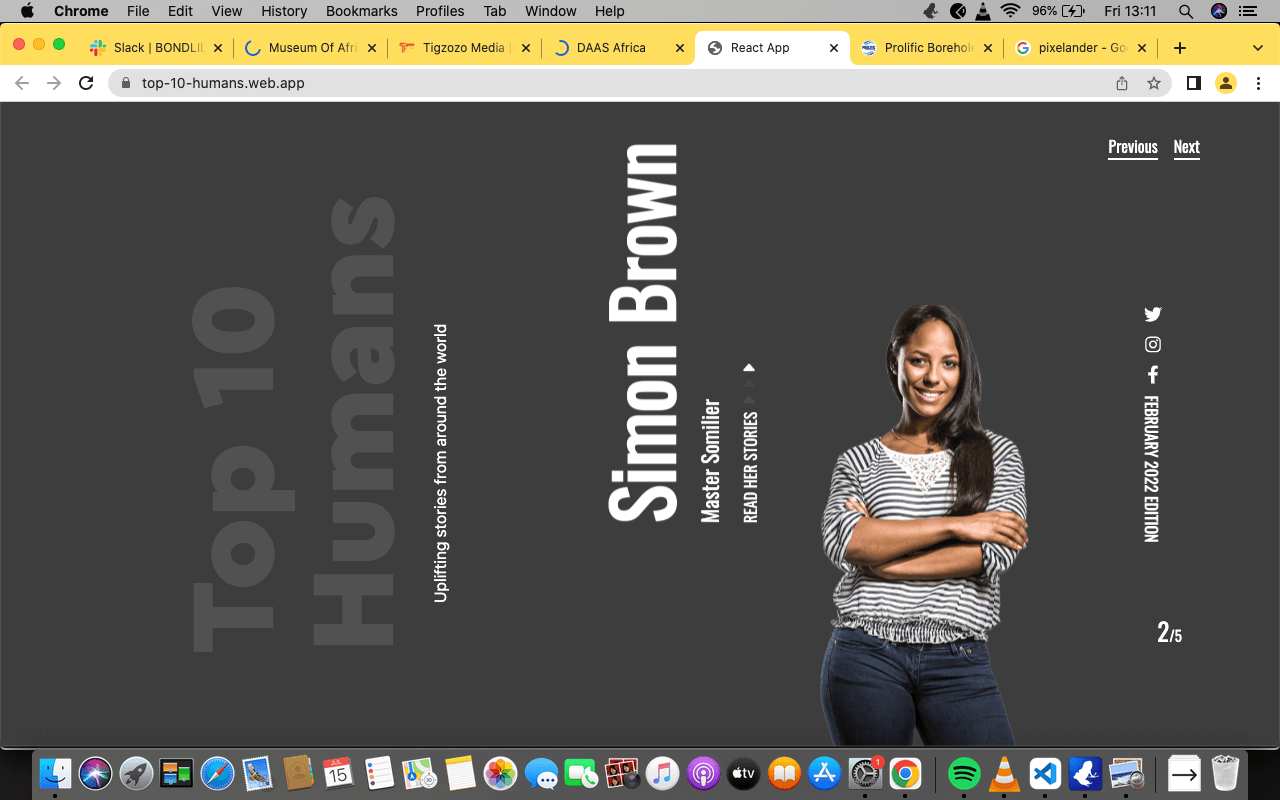 Chrome File Edit View History Bookmarks Profiles Tab Window Help 96% Fri 13:11
Slack | BONDLI
Museum Of Afri
Tigzozo Media |
DAAS Africa
React App
Prolific Borehole
pixelander - Go
top-10-humans.web.app
Previous Next
Top 10
Humans
Uplifting stories from around the world
Simon Brown
Master Somilier
READ HER STORIES
FEBRUARY 2022 EDITION
2/5
JUL
15
tv
1